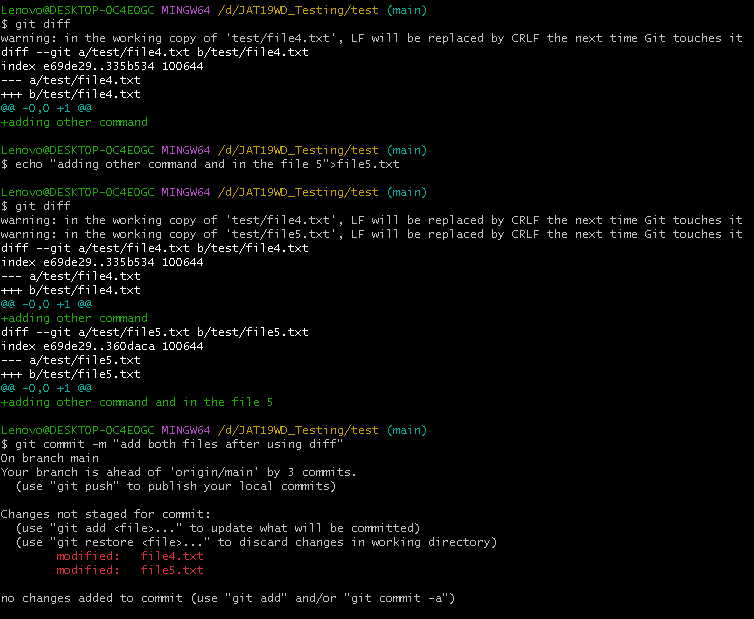 Lenovo@DESKTOP-OC4EOGC MINGW64 /d/JAT19WD_Testing/test (main)
$ git diff
warning: in the working copy of 'test/file4.txt', LF will be replaced by CRLF the next time Git touches it
diff --git a/test/file4.txt b/test/file4.txt
index e69de29..335b534 100644
--- a/test/file4.txt
+++ b/test/file4.txt
@@ -0,0 +1 @@
+adding other command
Lenovo@DESKTOP-OC4EOGC MINGW64 /d/JAT19WD_Testing/test (main)
$ echo "adding other command and in the file 5">file5.txt
Lenovo@DESKTOP-OC4EOGC MINGW64 /d/JAT19WD_Testing/test (main)
$ git diff
warning: in the working copy of 'test/file4.txt', LF will be replaced by CRLF the next time Git touches it
warning: in the working copy of 'test/file5.txt', LF will be replaced by CRLF the next time Git touches it
diff --git a/test/file4.txt b/test/file4.txt
index e69de29..335b534 100644
--- a/test/file4.txt
+++ b/test/file4.txt
@@ -0,0 +1 @@
+adding other command
diff --git a/test/file5.txt b/test/file5.txt
index e69de29..360daca 100644
--- a/test/file5.txt
+++ b/test/file5.txt
@@ -0,0 +1 @@
+adding other command and in the file 5
Lenovo@DESKTOP-OC4EOGC MINGW64 /d/JAT19WD_Testing/test (main)
$ git commit -m "add both files after using diff"
On branch main
Your branch is ahead of 'origin/main' by 3 commits.
  (use "git push" to publish your local commits)
Changes not staged for commit:
  (use "git add <file>..." to update what will be committed)
  (use "git restore <file>..." to discard changes in working directory)
        modified:   file4.txt
        modified:   file5.txt
no changes added to commit (use "git add" and/or "git commit -a")